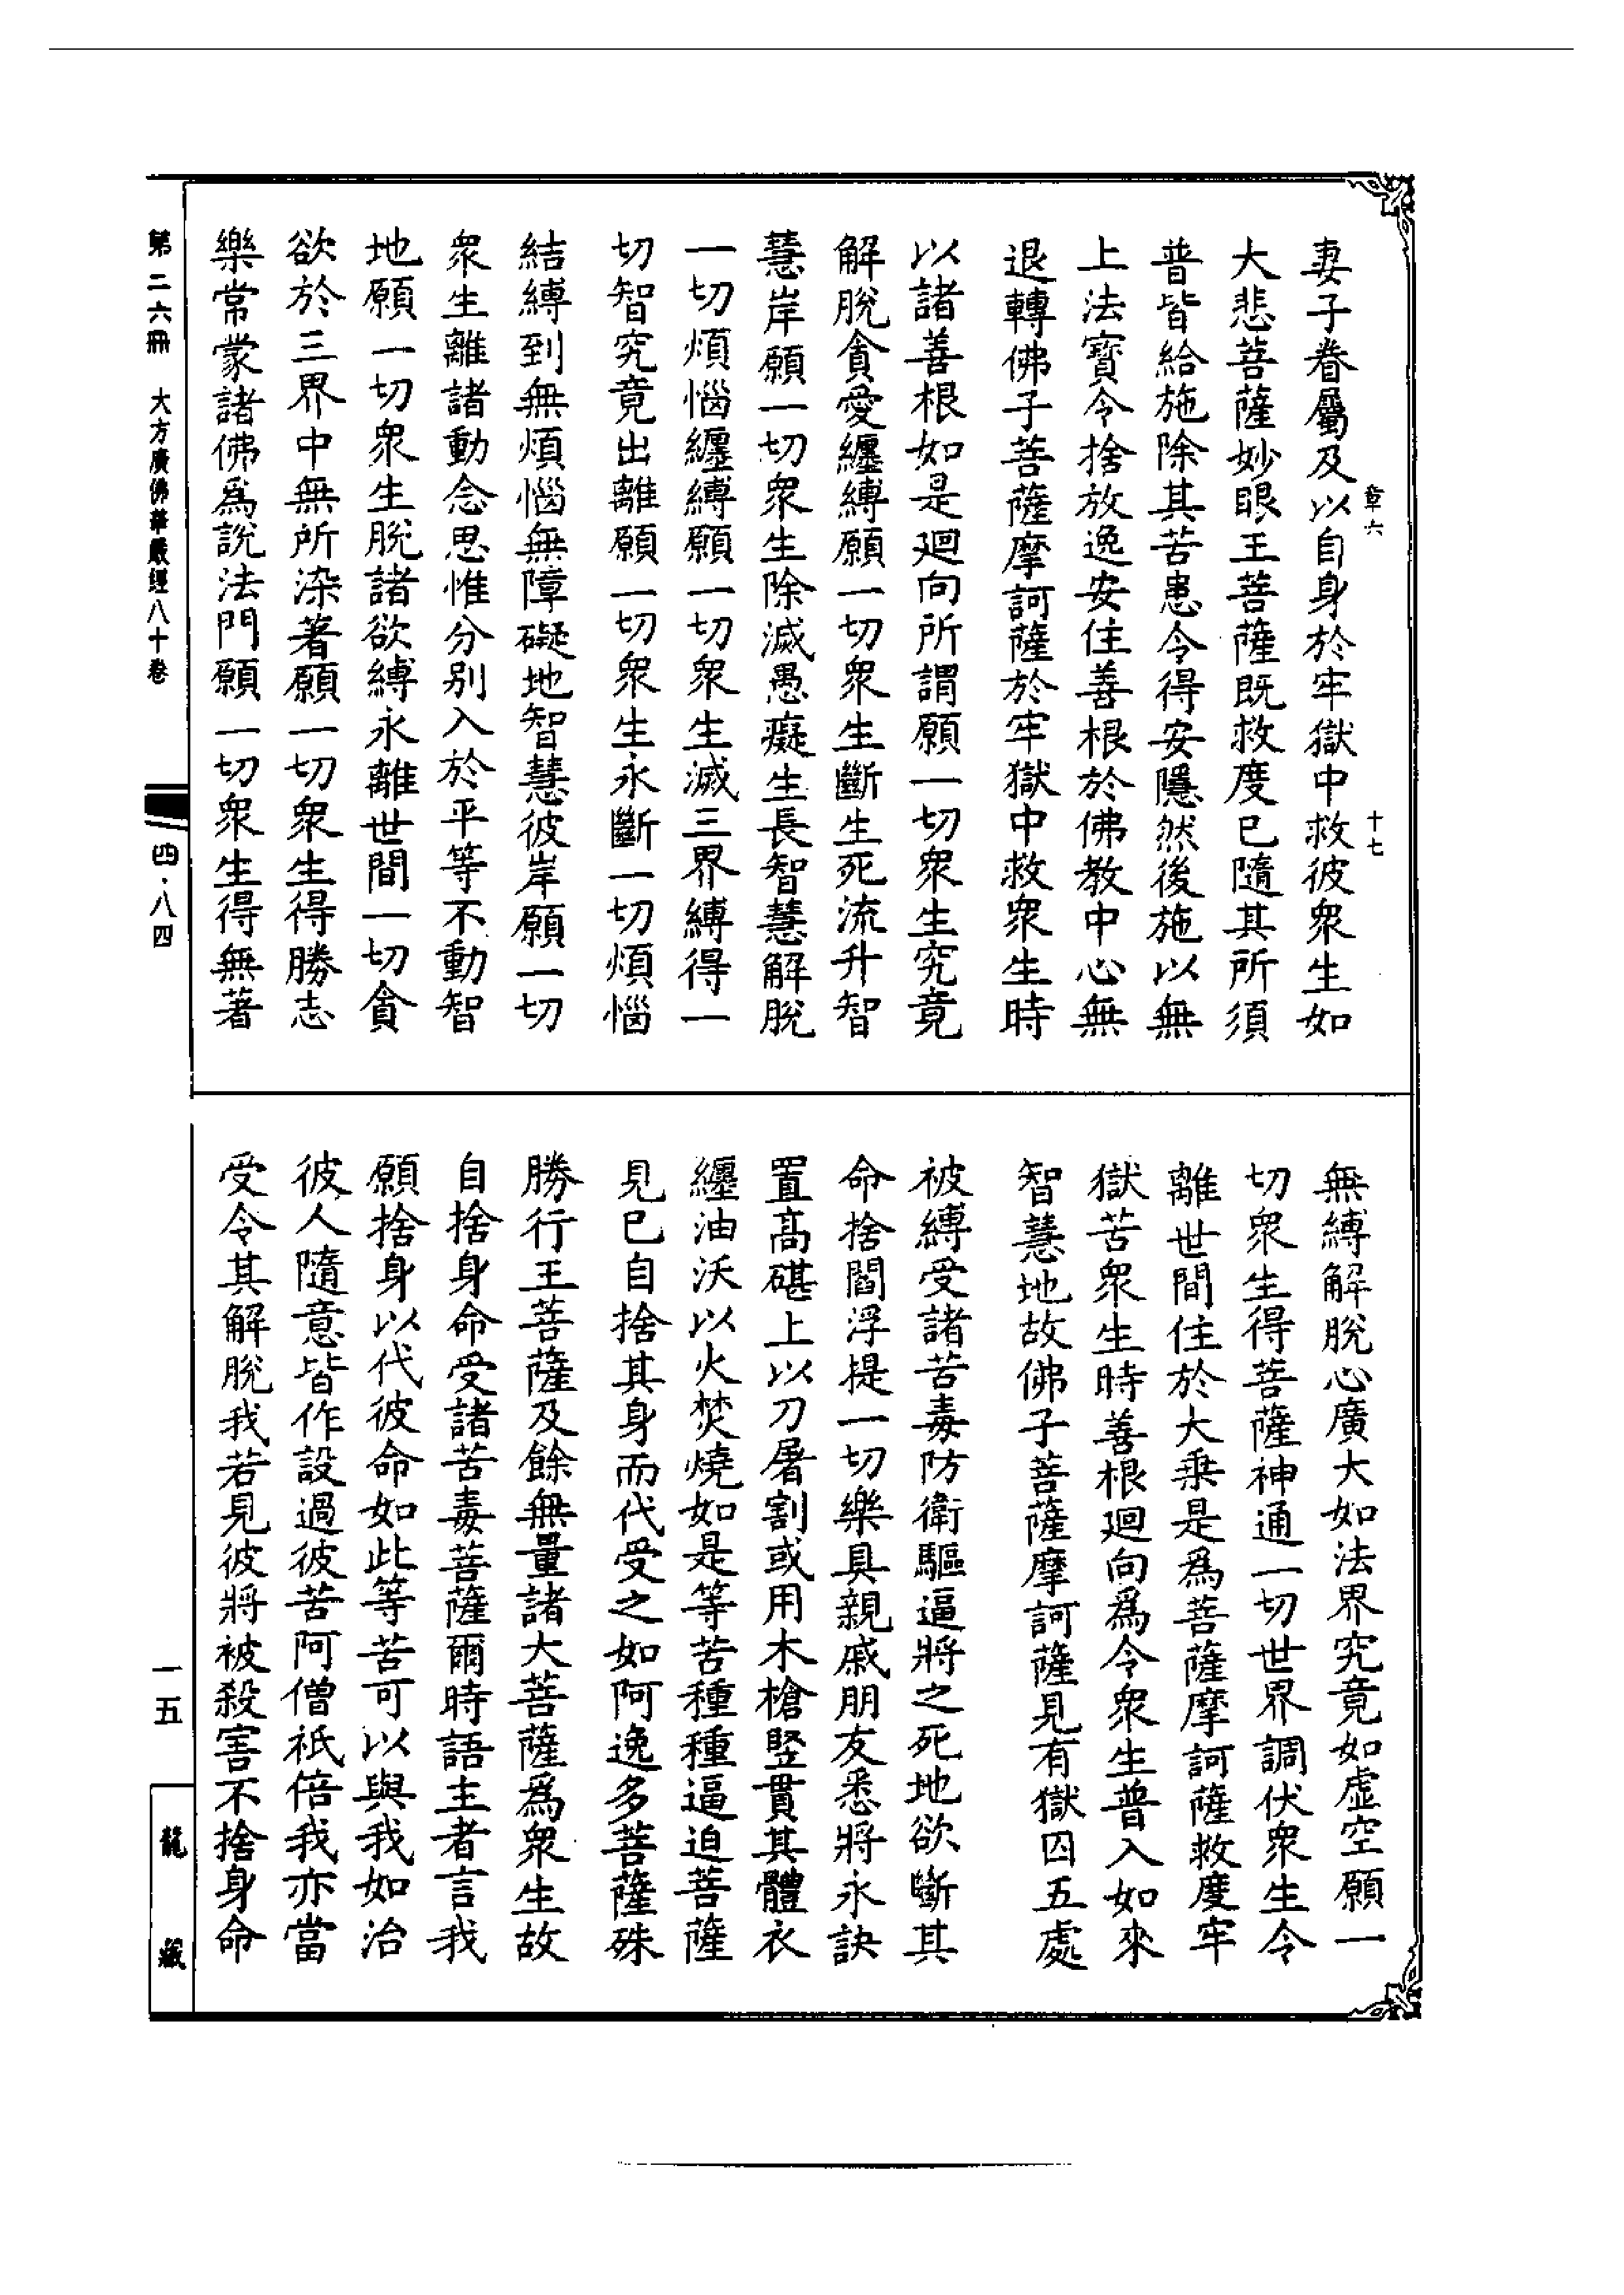 章六
十七
妻子眷屬及以自身於牢獄中救彼衆生如
大悲菩薩妙眼王菩薩既救度已隨其所須
普皆給施除其苦患令得安隱然後施以無
上法寶令捨放逸安住善根於佛教中心無
退轉佛子菩薩摩訶薩於牢獄中救衆生時
以諸善根如是迴向所謂願一切衆生究竟
解脫貪愛纏縛願一切衆生斷生死流升智
慧岸願一切衆生除滅愚癡生長智慧解脫
一切煩惱纏縛願一切衆生滅三界縛得一
切智究竟出離願一切衆生永斷一切煩惱
結縛到無煩惱無障礙地智慧彼岸願一切
衆生離諸動念思惟分別入於平等不動智
地願一切衆生脫諸欲縛永離世間一切貪
欲於三界中無所染著願一切衆生得勝志
樂常蒙諸佛爲說法門願一切衆生得無著
無縛解脫心廣大如法界究竟如虛空願一
切衆生得菩薩神通一切世界調伏衆生令
離世間住於大乘是爲菩薩摩訶薩救度牢
獄苦衆生時善根迴向爲令衆生普入如來
智慧地故佛子菩薩摩訶薩見有獄囚五處
被縛受諸苦毒防衛驅逼將之死地欲斷其
命捨閻浮提一切樂具親戚朋友悉將永訣
置高碪上以刀屠割或用木槍竪貫其體衣
纏油沃以火焚燒如是等苦種種逼迫菩薩
見已自捨其身而代受之如阿逸多菩薩殊
勝行王菩薩及餘無量諸大菩薩爲衆生故
自捨身命受諸苦毒菩薩爾時語主者言我
願捨身以代彼命如此等苦可以與我如治
彼人隨意皆作設過彼苦阿僧祇倍我亦當
受令其解脫我若見彼將被殺害不捨身命
第二六冊 大方廣佛華嚴經八十卷
四·八四
一五
龍藏